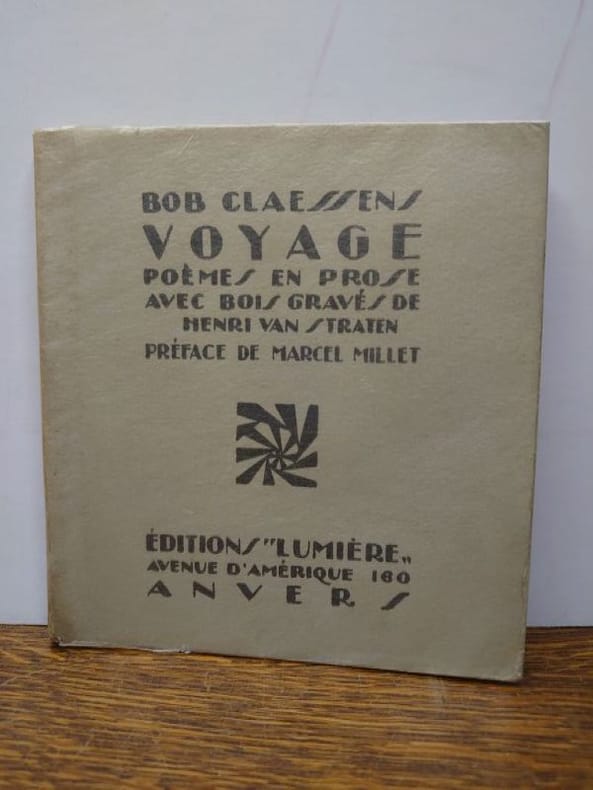 BOB CLAESSENS
VOYAGE
POÈMES EN PROSE
AVEC BOIS GRAVÉS DE
HENRI VAN STRATEN
PRÉFACE DE MARCEL MILLET
ÉDITIONS "LUMIÈRE„
AVENUE D'AMÉRIQUE 160
ANVERS